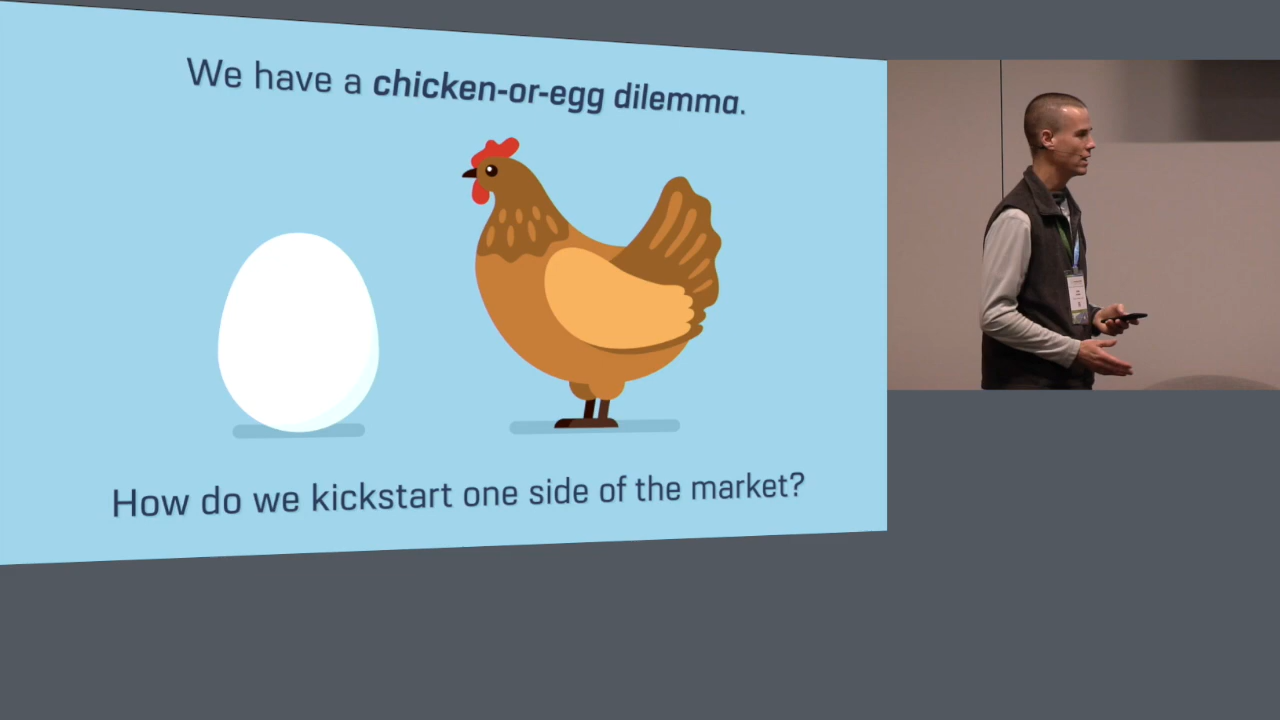 We have a chicken-or-egg dilemma.
How do we kickstart one side of the market?